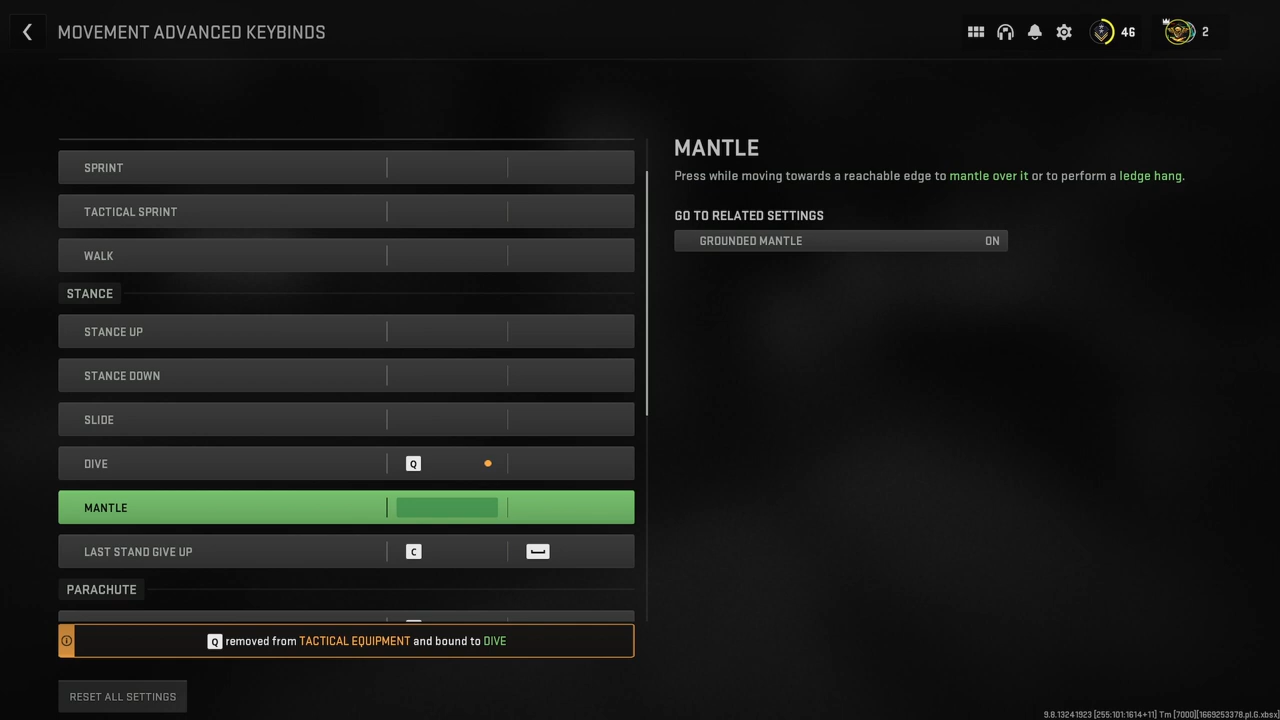 MOVEMENT ADVANCED KEYBINDS
46
2
SPRINT
TACTICAL SPRINT
WALK
STANCE
STANCE UP
STANCE DOWN
SLIDE
DIVE Q
MANTLE
LAST STAND GIVE UP C
PARACHUTE
Q removed from TACTICAL EQUIPMENT and bound to DIVE
RESET ALL SETTINGS
MANTLE
Press while moving towards a reachable edge to mantle over it or to perform a ledge hang.
GO TO RELATED SETTINGS
GROUNDED MANTLE ON
9.8.13241923 [255:101:1614+11] Tm [7000][1669253378.pl.G.xbsx]